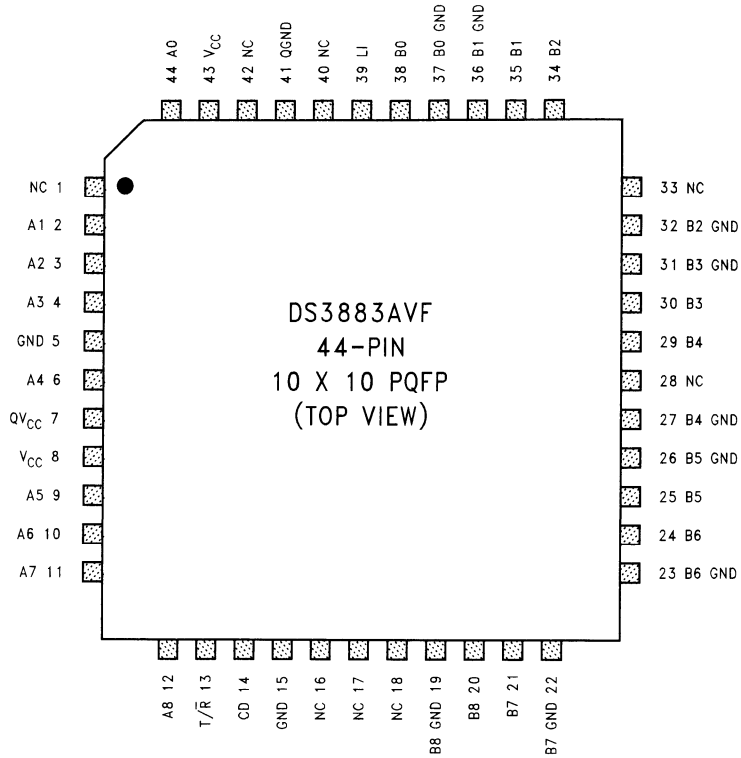 44 A0
43 VCC
42 NC
41 QGND
40 NC
39 LI
38 B0
37 B0 GND
36 B1 GND
35 B1
34 B2
NC 1
A1 2
A2 3
A3 4
GND 5
A4 6
QVCC 7
VCC 8
A5 9
A6 10
A7 11
DS3883AVF
44-PIN
10 X 10 PQFP
(TOP VIEW)
33 NC
32 B2 GND
31 B3 GND
30 B3
29 B4
28 NC
27 B4 GND
26 B5 GND
25 B5
24 B6
23 B6 GND
A8 12
T/R̅ 13
CD 14
GND 15
NC 16
NC 17
NC 18
B8 GND 19
B8 20
B7 21
B7 GND 22